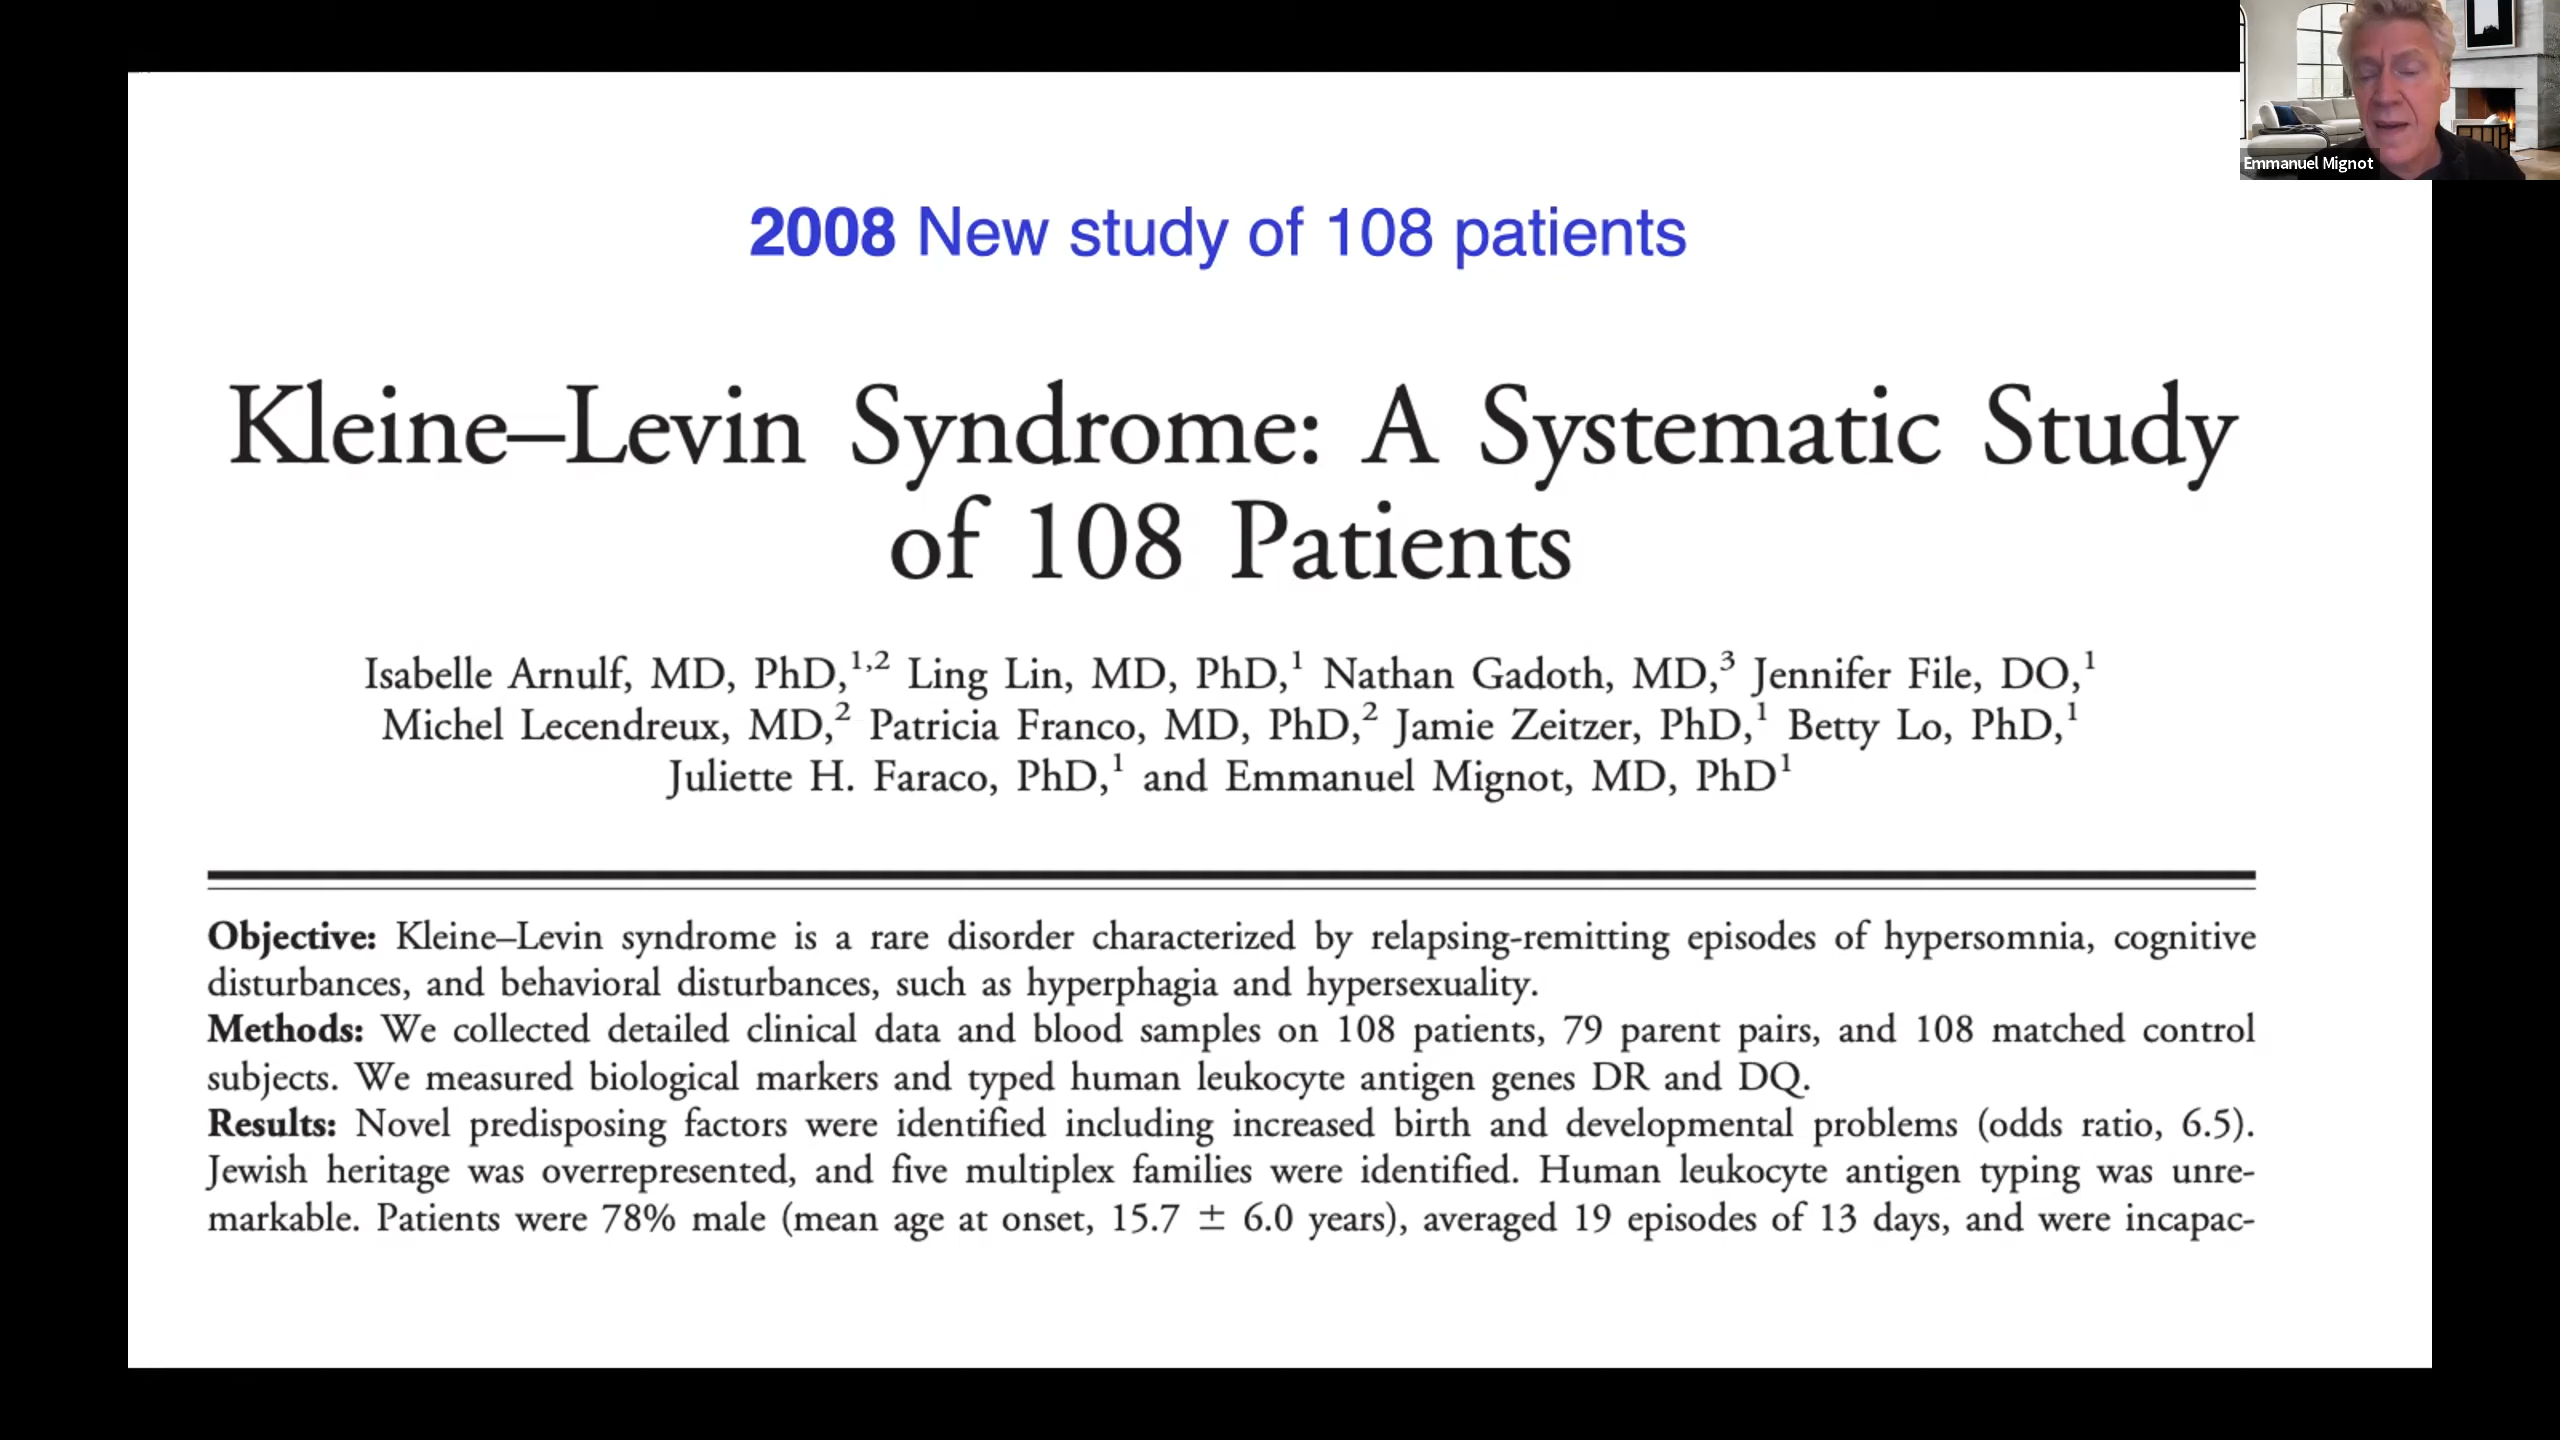 Emmanuel Mignot
2008 New study of 108 patients
Kleine–Levin Syndrome: A Systematic Study
of 108 Patients
Isabelle Arnulf, MD, PhD,1,2 Ling Lin, MD, PhD,1 Nathan Gadoth, MD,3 Jennifer File, DO,1
Michel Lecendreux, MD,2 Patricia Franco, MD, PhD,2 Jamie Zeitzer, PhD,1 Betty Lo, PhD,1
Juliette H. Faraco, PhD,1 and Emmanuel Mignot, MD, PhD1
Objective: Kleine–Levin syndrome is a rare disorder characterized by relapsing-remitting episodes of hypersomnia, cognitive
disturbances, and behavioral disturbances, such as hyperphagia and hypersexuality.
Methods: We collected detailed clinical data and blood samples on 108 patients, 79 parent pairs, and 108 matched control
subjects. We measured biological markers and typed human leukocyte antigen genes DR and DQ.
Results: Novel predisposing factors were identified including increased birth and developmental problems (odds ratio, 6.5).
Jewish heritage was overrepresented, and five multiplex families were identified. Human leukocyte antigen typing was unre-
markable. Patients were 78% male (mean age at onset, 15.7 ± 6.0 years), averaged 19 episodes of 13 days, and were incapac-